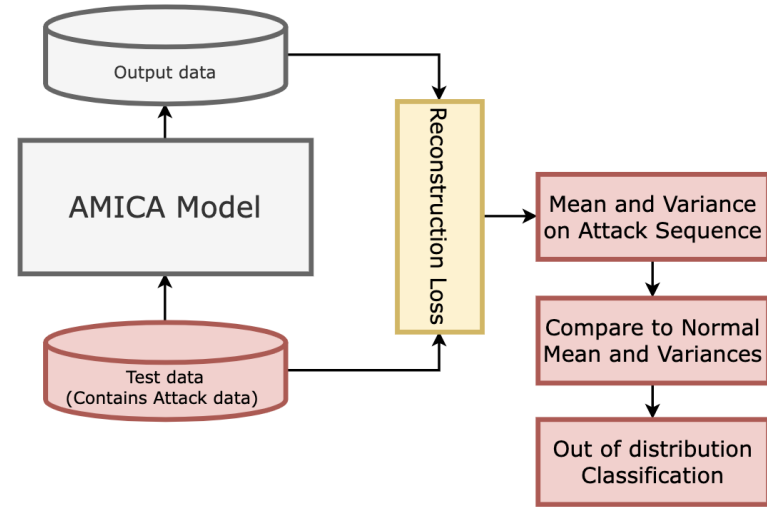 Output data
AMICA Model
Test data
(Contains Attack data)
Reconstruction Loss
Mean and Variance
on Attack Sequence
Compare to Normal
Mean and Variances
Out of distribution
Classification